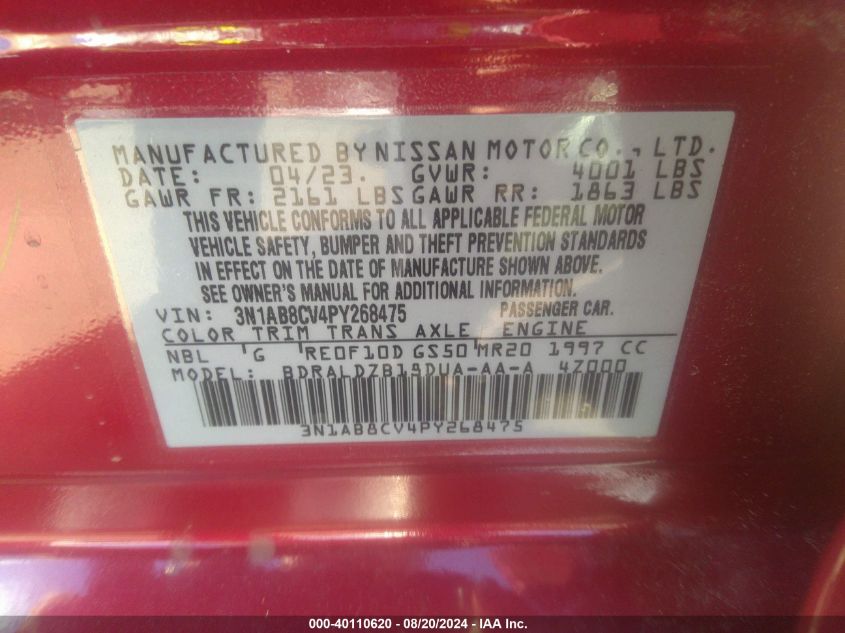 MANUFACTURED BY NISSAN MOTOR CO., LTD.
DATE: 04/23. GVWR: 4001 LBS
GAWR FR: 2161 LBS GAWR RR: 1863 LBS
THIS VEHICLE CONFORMS TO ALL APPLICABLE FEDERAL MOTOR
VEHICLE SAFETY, BUMPER AND THEFT PREVENTION STANDARDS
IN EFFECT ON THE DATE OF MANUFACTURE SHOWN ABOVE.
SEE OWNER'S MANUAL FOR ADDITIONAL INFORMATION.
VIN: 3N1AB8CV4PY268475 PASSENGER CAR.
COLOR TRIM TRANS AXLE ENGINE
NBL G RE0F10D GS50 MR20 1997 CC
MODEL: BDRALDZB19DUA-AA-A 4Z000
3N1AB8CV4PY268475
000-40110620 - 08/20/2024 - IAA Inc.